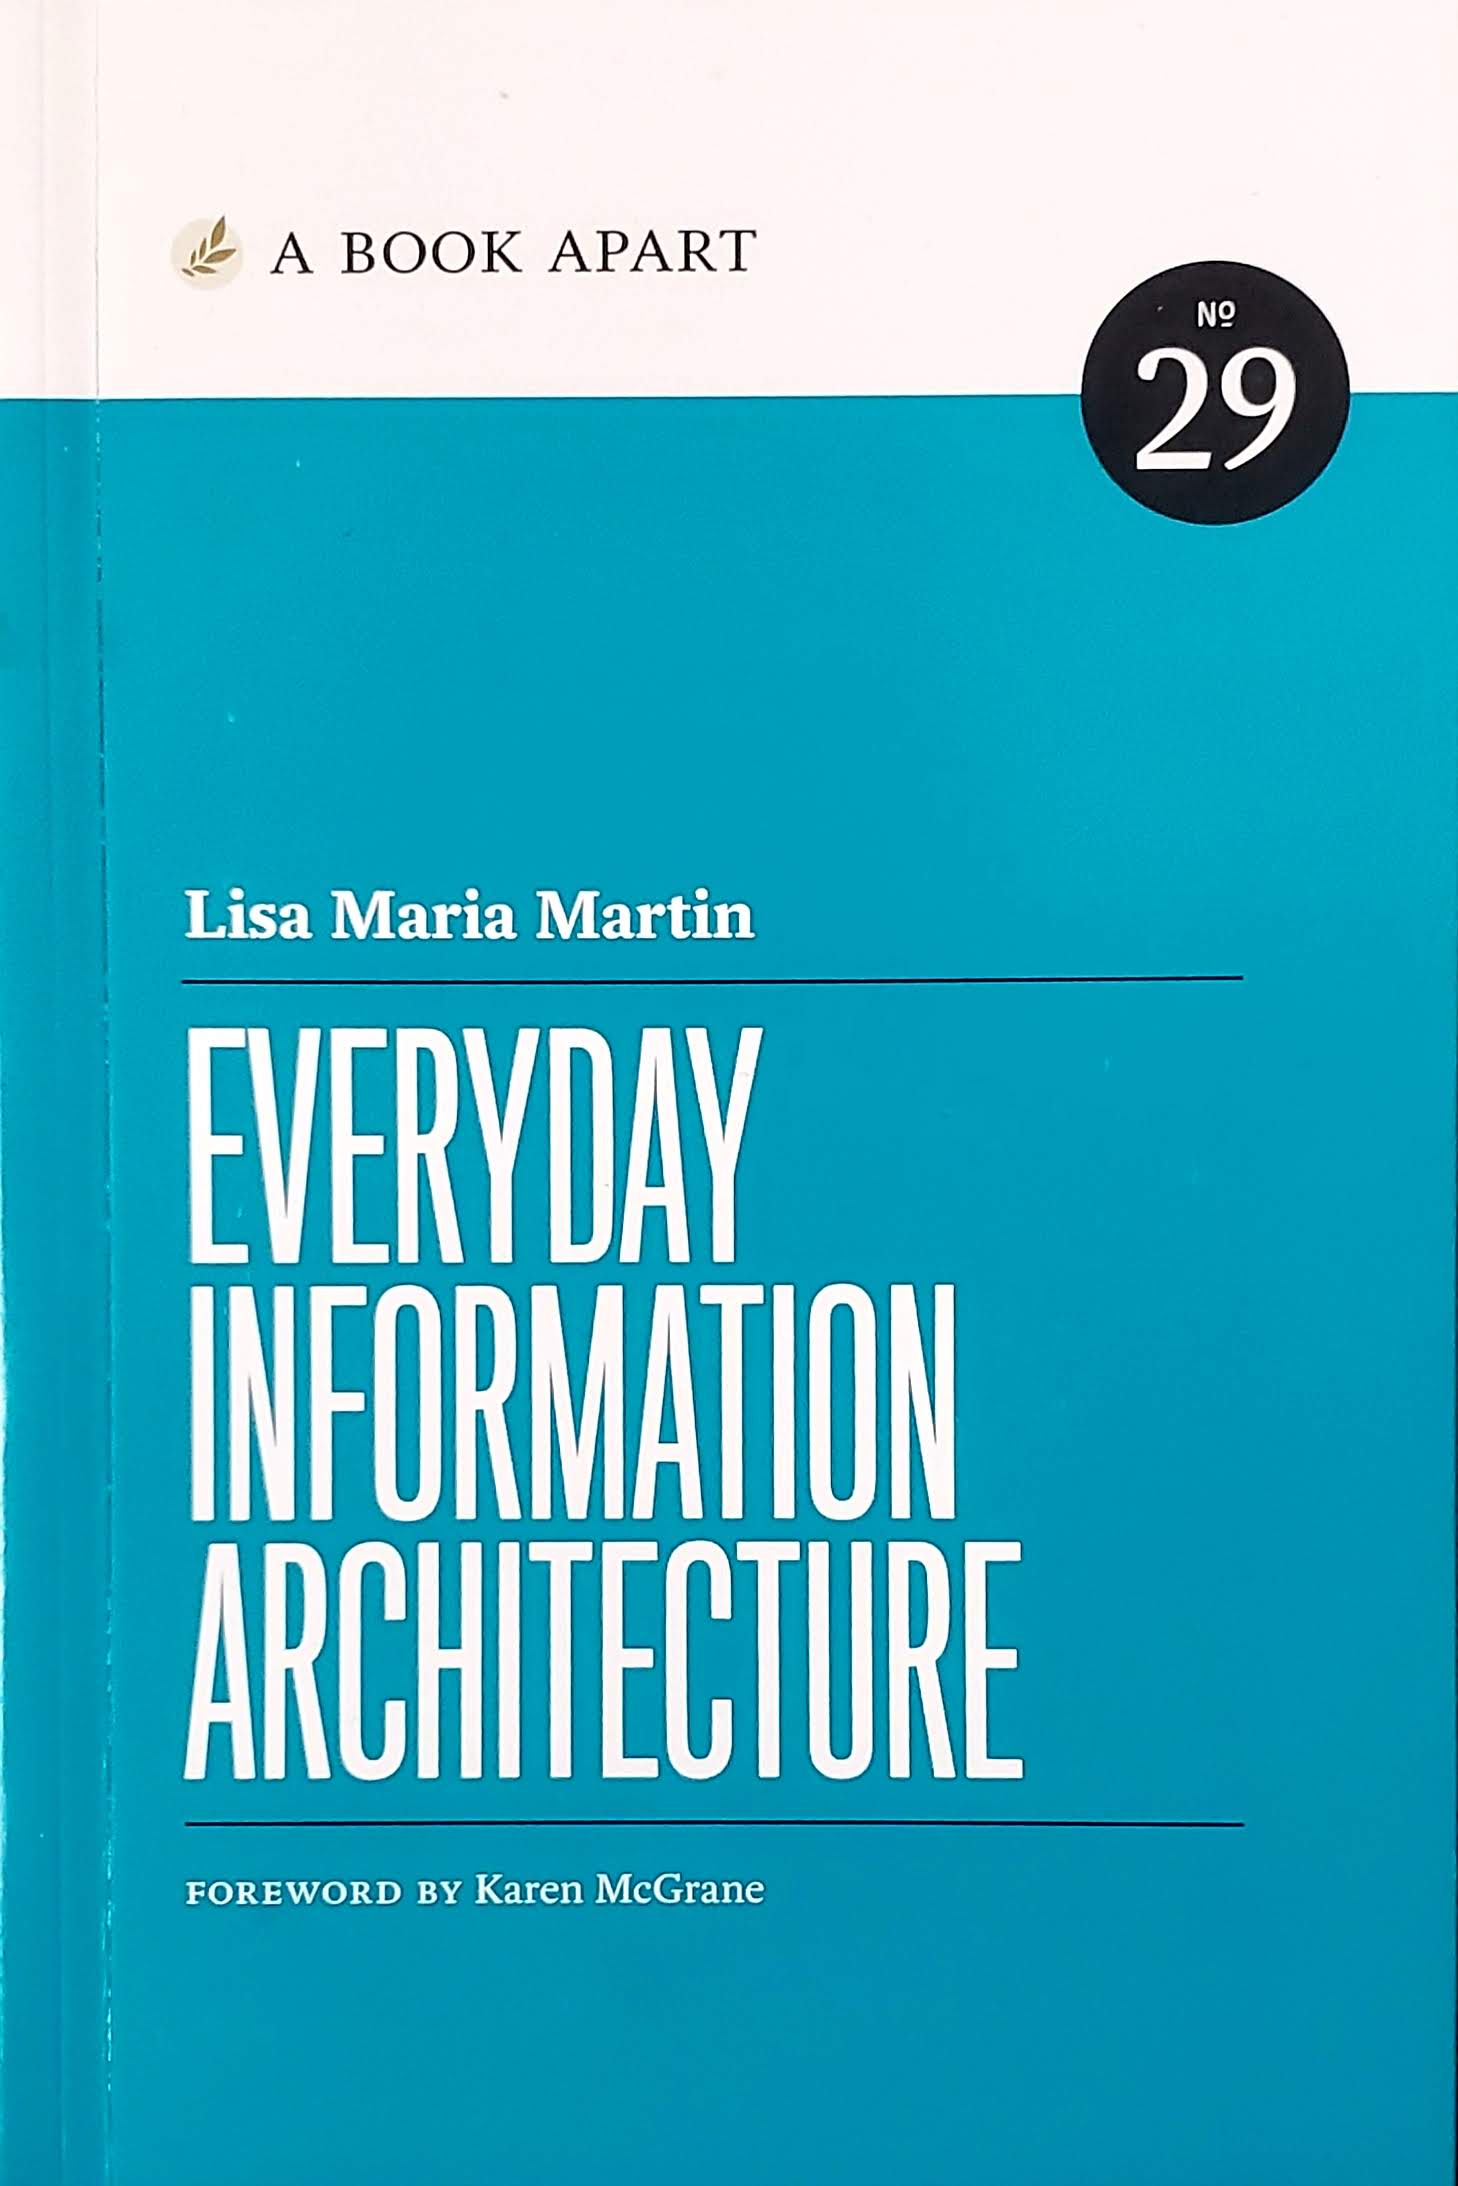 A BOOK APART
Nº
29
Lisa Maria Martin
EVERYDAY
INFORMATION
ARCHITECTURE
FOREWORD BY Karen McGrane